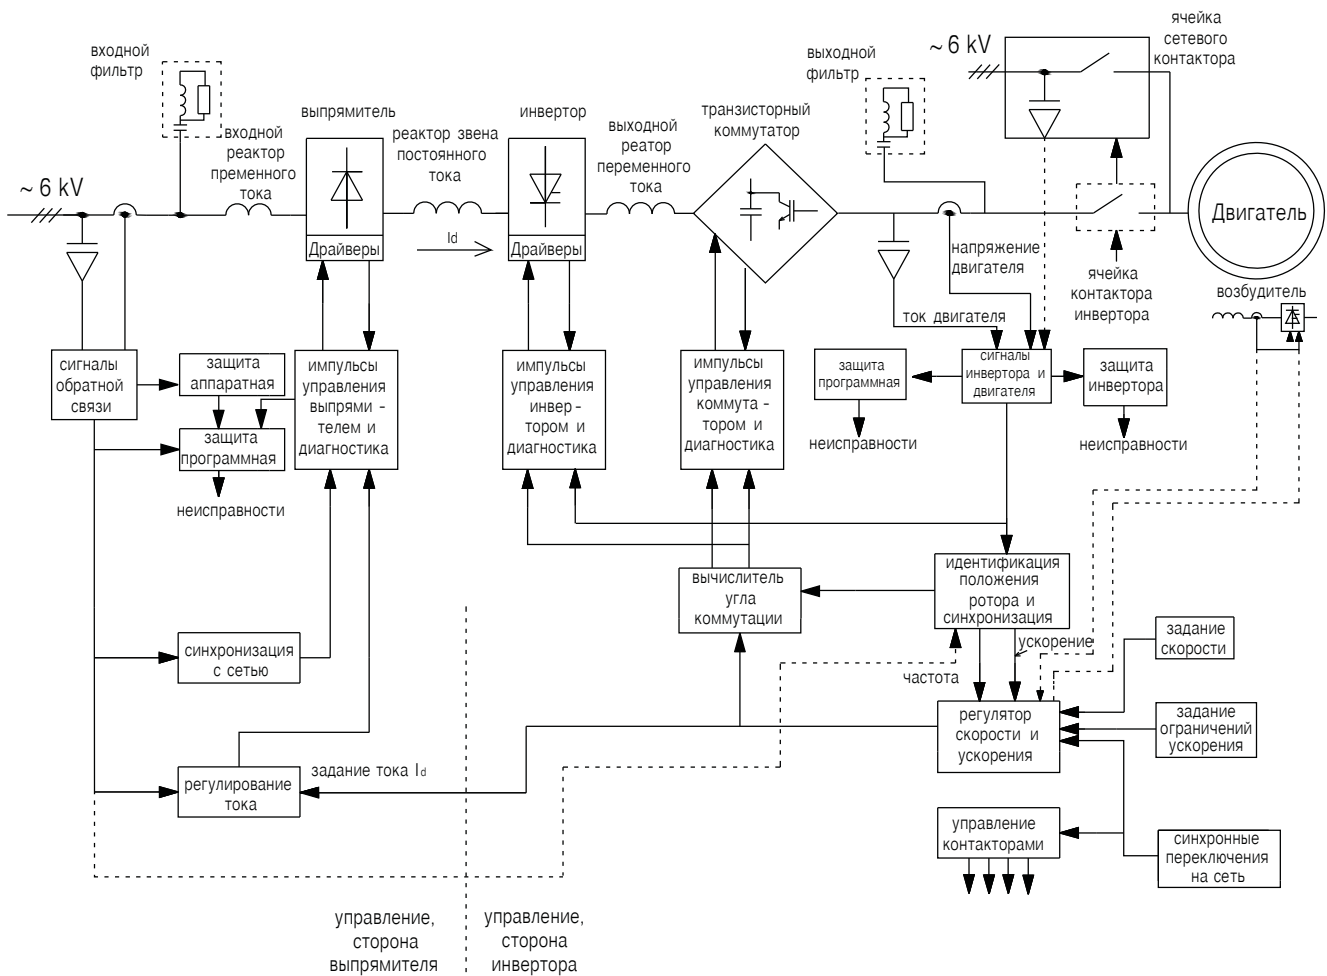 входной
фильтр
~ 6 kV
входной
реактор
пременного
тока
выпрямитель
Драйверы
реактор звена
постоянного
тока
Id
инвертор
Драйверы
выходной
реатор
переменного
тока
транзисторный
коммутатор
выходной
фильтр
~ 6 kV
ячейка
сетевого
контактора
Двигатель
напряжение
двигателя
ток двигателя
ячейка
контактора
инвертора
возбудитель
сигналы
обратной
связи
защита
аппаратная
защита
программная
неисправности
импульсы
управления
выпрями -
телем и
диагностика
импульсы
управления
инвер -
тором и
диагностика
импульсы
управления
коммута -
тором и
диагностика
защита
программная
неисправности
сигналы
инвертора и
двигателя
защита
инвертора
неисправности
вычислитель
угла
коммутации
идентификация
положения
ротора и
синхронизация
ускорение
частота
синхронизация
с сетью
регулирование
тока
задание тока Id
регулятор
скорости и
ускорения
задание
скорости
задание
ограничений
ускорения
управление
контакторами
синхронные
переключения
на сеть
управление,
сторона
выпрямителя
управление,
сторона
инвертора